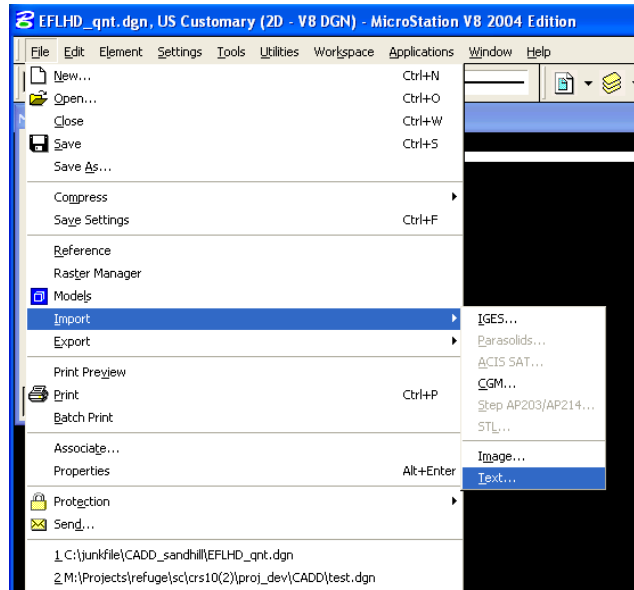 EFLHD_qnt.dgn, US Customary (2D - V8 DGN) - MicroStation V8 2004 Edition
File Edit Element Settings Tools Utilities Workspace Applications Window Help
New... Ctrl+N
Open... Ctrl+O
Close Ctrl+W
Save Ctrl+S
Save As...
Compress
Save Settings Ctrl+F
Reference
Raster Manager
Models
Import
Export
Print Preview
Print Ctrl+P
Batch Print
Associate...
Properties Alt+Enter
Protection
Send...
1 C:\junkfile\CADD_sandhill\EFLHD_qnt.dgn
2 M:\Projects\refuge\sc\crs10(2)\proj_dev\CADD\test.dgn
IGES...
Parasolids...
ACIS SAT...
CGM...
Step AP203/AP214...
STL...
Image...
Text...